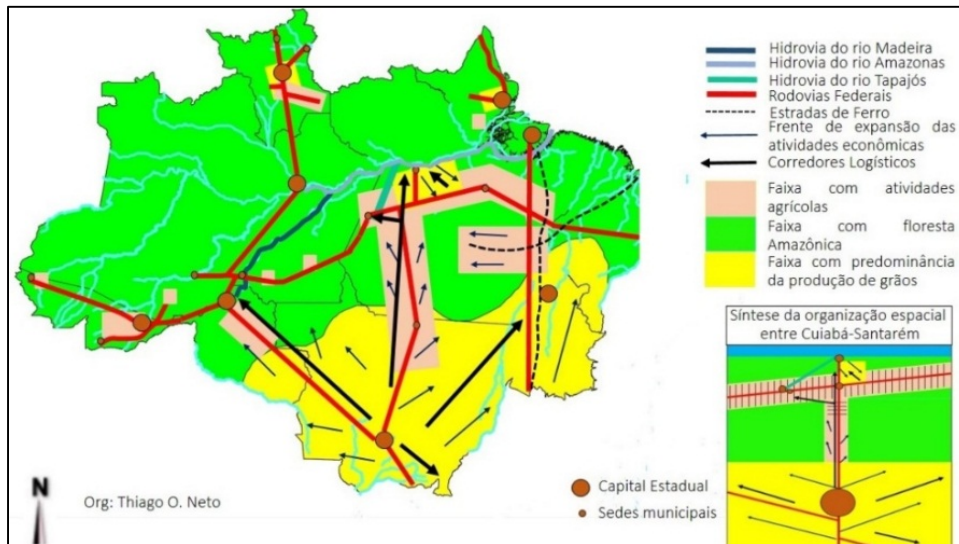 Hidrovia do rio Madeira
Hidrovia do rio Amazonas
Hidrovia do rio Tapajós
Rodovias Federais
Estradas de Ferro
Frente de expansão das
atividades econômicas
Corredores Logísticos
Faixa com atividades
agrícolas
Faixa com floresta
Amazônica
Faixa com predominância
da produção de grãos
Síntese da organização espacial
entre Cuiabá-Santarém
N
Org: Thiago O. Neto
Capital Estadual
Sedes municipais